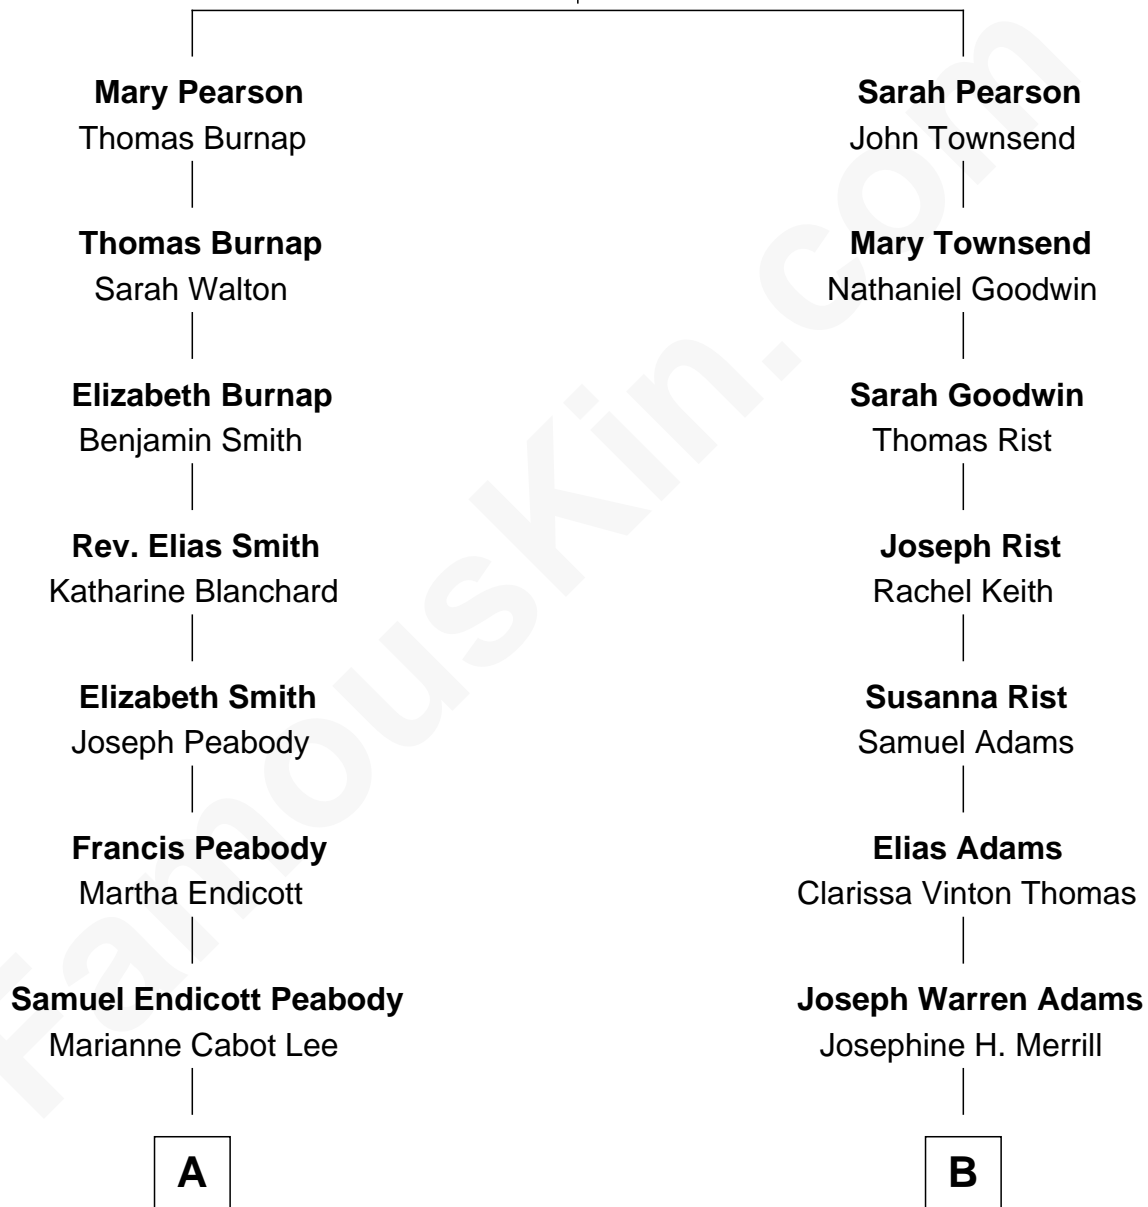 Mary Pearson
Thomas Burnap
Thomas Burnap
Sarah Walton
Elizabeth Burnap
Benjamin Smith
Rev. Elias Smith
Katharine Blanchard
Elizabeth Smith
Joseph Peabody
Francis Peabody
Martha Endicott
Samuel Endicott Peabody
Marianne Cabot Lee
A
Sarah Pearson
John Townsend
Mary Townsend
Nathaniel Goodwin
Sarah Goodwin
Thomas Rist
Joseph Rist
Rachel Keith
Susanna Rist
Samuel Adams
Elias Adams
Clarissa Vinton Thomas
Joseph Warren Adams
Josephine H. Merrill
B
FamousKin.com